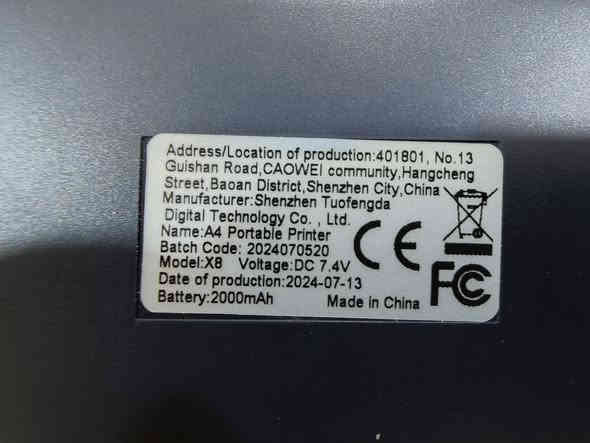 Address/Location of production:401801, No.13
Guishan Road,CAOWEI community,Hangcheng
Street,Baoan District,Shenzhen City,China
Manufacturer:Shenzhen Tuofengda
Digital Technology Co. , Ltd.
Name:A4 Portable Printer
Batch Code: 2024070520
Model:X8 Voltage:DC 7.4V
Date of production:2024-07-13
Battery:2000mAh Made in China
CE
FC